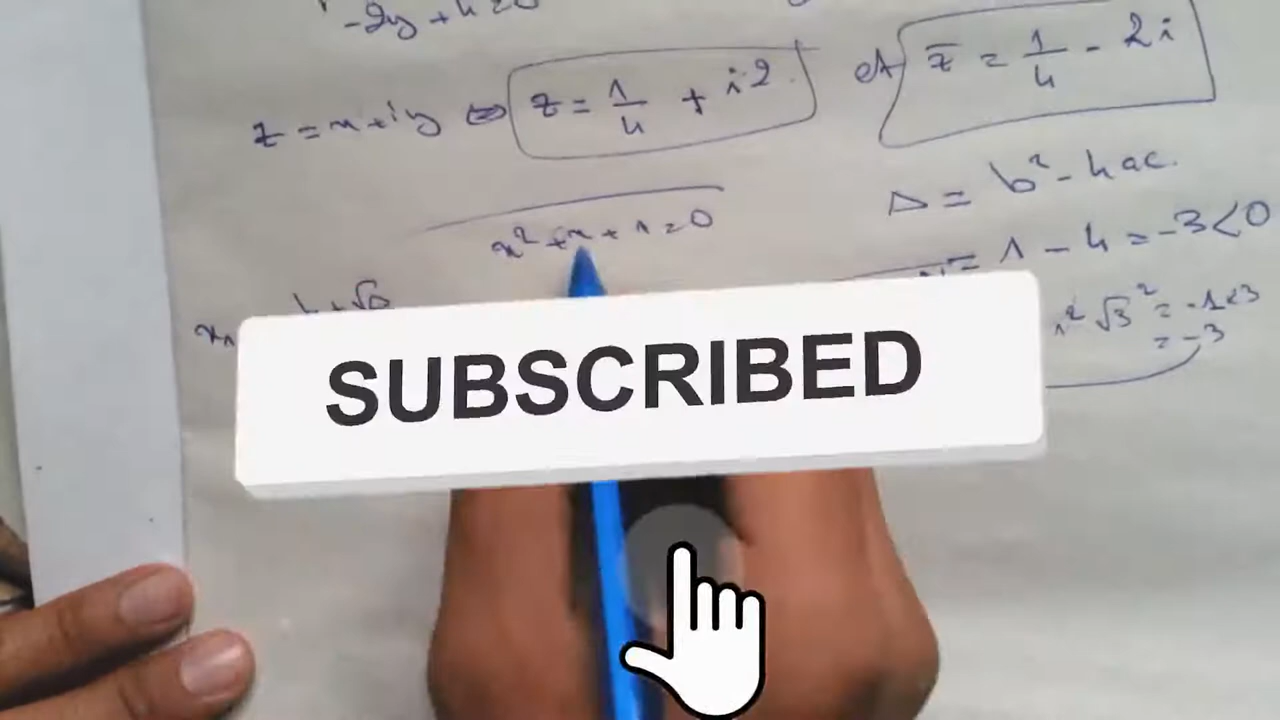 -2y + 4 = 0
z = x + iy ⇔ z = 1/4 + i2
et z̄ = 1/4 - 2i
Δ = b² - 4ac.
x² + x + 1 = 0
= 1 - 4 = -3 < 0
i²√3² = -1×3
= -3
SUBSCRIBED